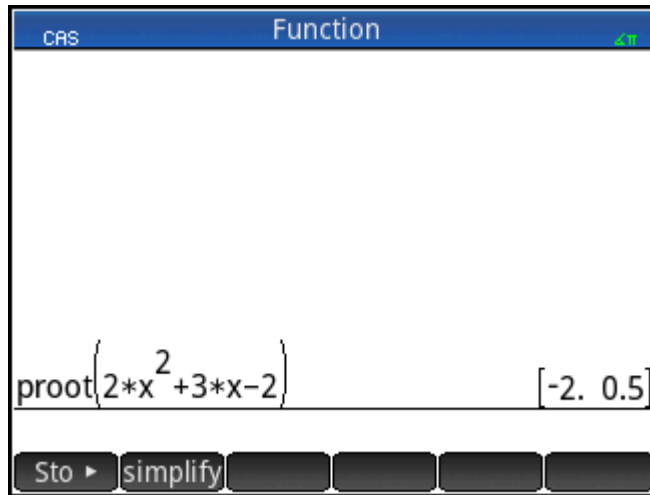 CAS Function ∡π
proot(2*x^2+3*x-2) [-2. 0.5]
Sto ▸ simplify